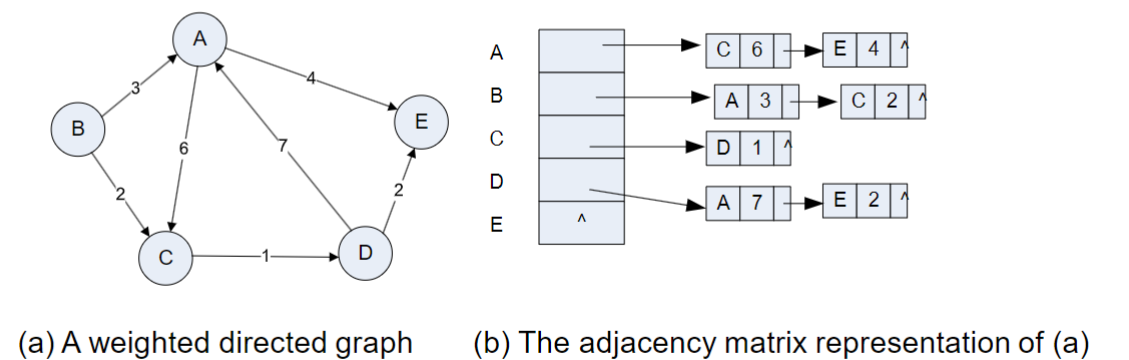 A
B
C
D
E
3
4
6
7
2
2
1
A
B
C
D
E
C 6
E 4 ^
A 3
C 2 ^
D 1 ^
A 7
E 2 ^
^
(a) A weighted directed graph
(b) The adjacency matrix representation of (a)